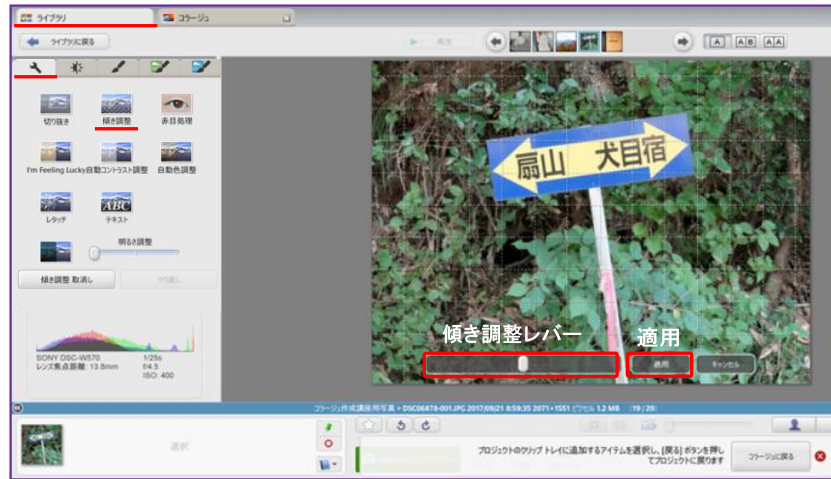 ライブラリ
コラージュ
ライブラリに戻る
再生
A
AB
AA
切り抜き
傾き調整
赤目処理
I'm Feeling Lucky
自動コントラスト調整
自動色調整
レタッチ
ABC
テキスト
明るさ調整
傾き調整 取消し
やり直し
SONY DSC-W570
1/25s
レンズ焦点距離: 13.8mm
f/4.5
ISO: 400
扇山 犬目宿
傾き調整レバー
適用
適用
キャンセル
コラージュ作成講座用写真 > DSC06878-001.JPG 2017/09/21 8:59:35 2071×1551 ピクセル 1.2 MB (19 / 20)
選択
プロジェクトのクリップ トレイに追加するアイテムを選択し、[戻る] ボタンを押し
てプロジェクトに戻ります
コラージュに戻る